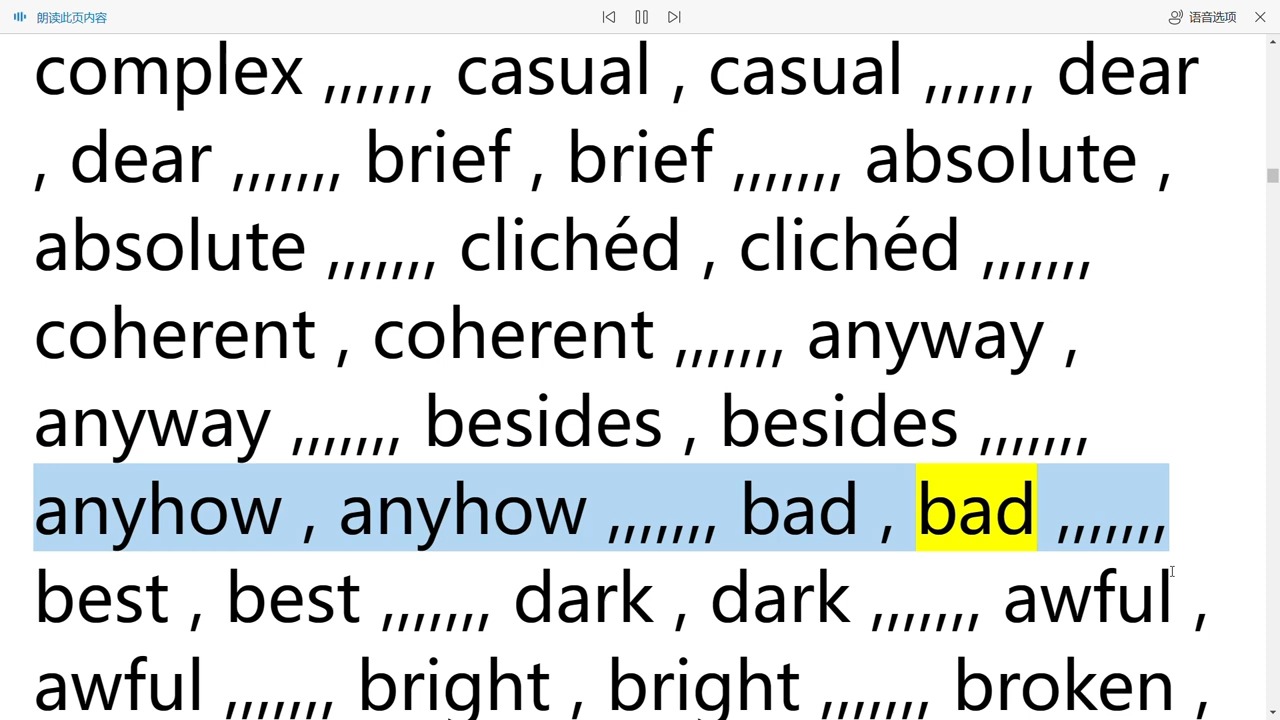 朗读此页内容
语音选项
complex ,,,,,,, casual , casual ,,,,,,, dear
, dear ,,,,,,, brief , brief ,,,,,,, absolute ,
absolute ,,,,,,, clichéd , clichéd ,,,,,,,
coherent , coherent ,,,,,,, anyway ,
anyway ,,,,,,, besides , besides ,,,,,,,
anyhow , anyhow ,,,,,,, bad , bad ,,,,,,,
best , best ,,,,,,, dark , dark ,,,,,,, awful ,
awful ,,,,,,, bright , bright ,,,,,,, broken ,